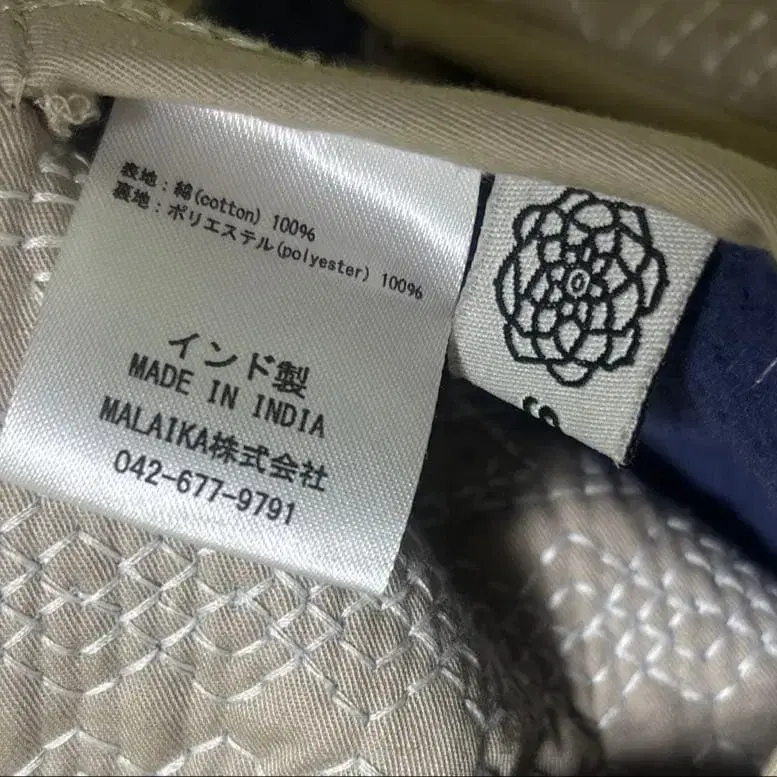 表地：綿(cotton) 100%
裏地：ポリエステル(polyester) 100%
インド製
MADE IN INDIA
MALAIKA株式会社
042-677-9791
S